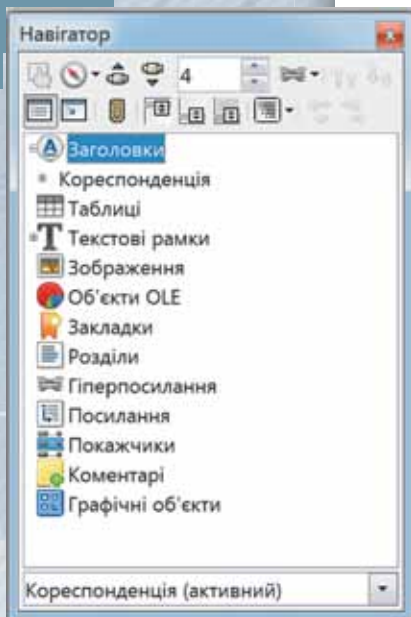 Навігатор
4
Заголовки
Кореспонденція
Таблиці
Текстові рамки
Зображення
Об'єкти OLE
Закладки
Розділи
Гіперпосилання
Посилання
Покажчики
Коментарі
Графічні об'єкти
Кореспонденція (активний)